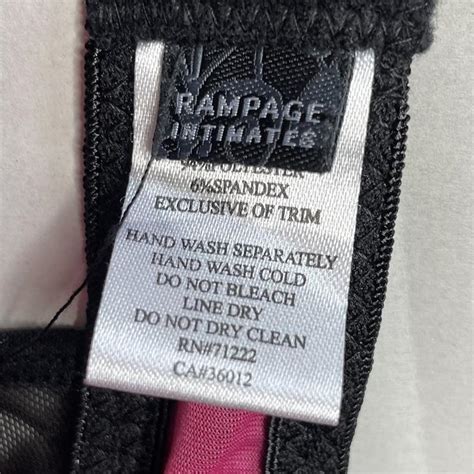 RAMPAGE
INTIMATES
POLYESTER
6%SPANDEX
EXCLUSIVE OF TRIM
HAND WASH SEPARATELY
HAND WASH COLD
DO NOT BLEACH
LINE DRY
DO NOT DRY CLEAN
RN#71222
CA#36012